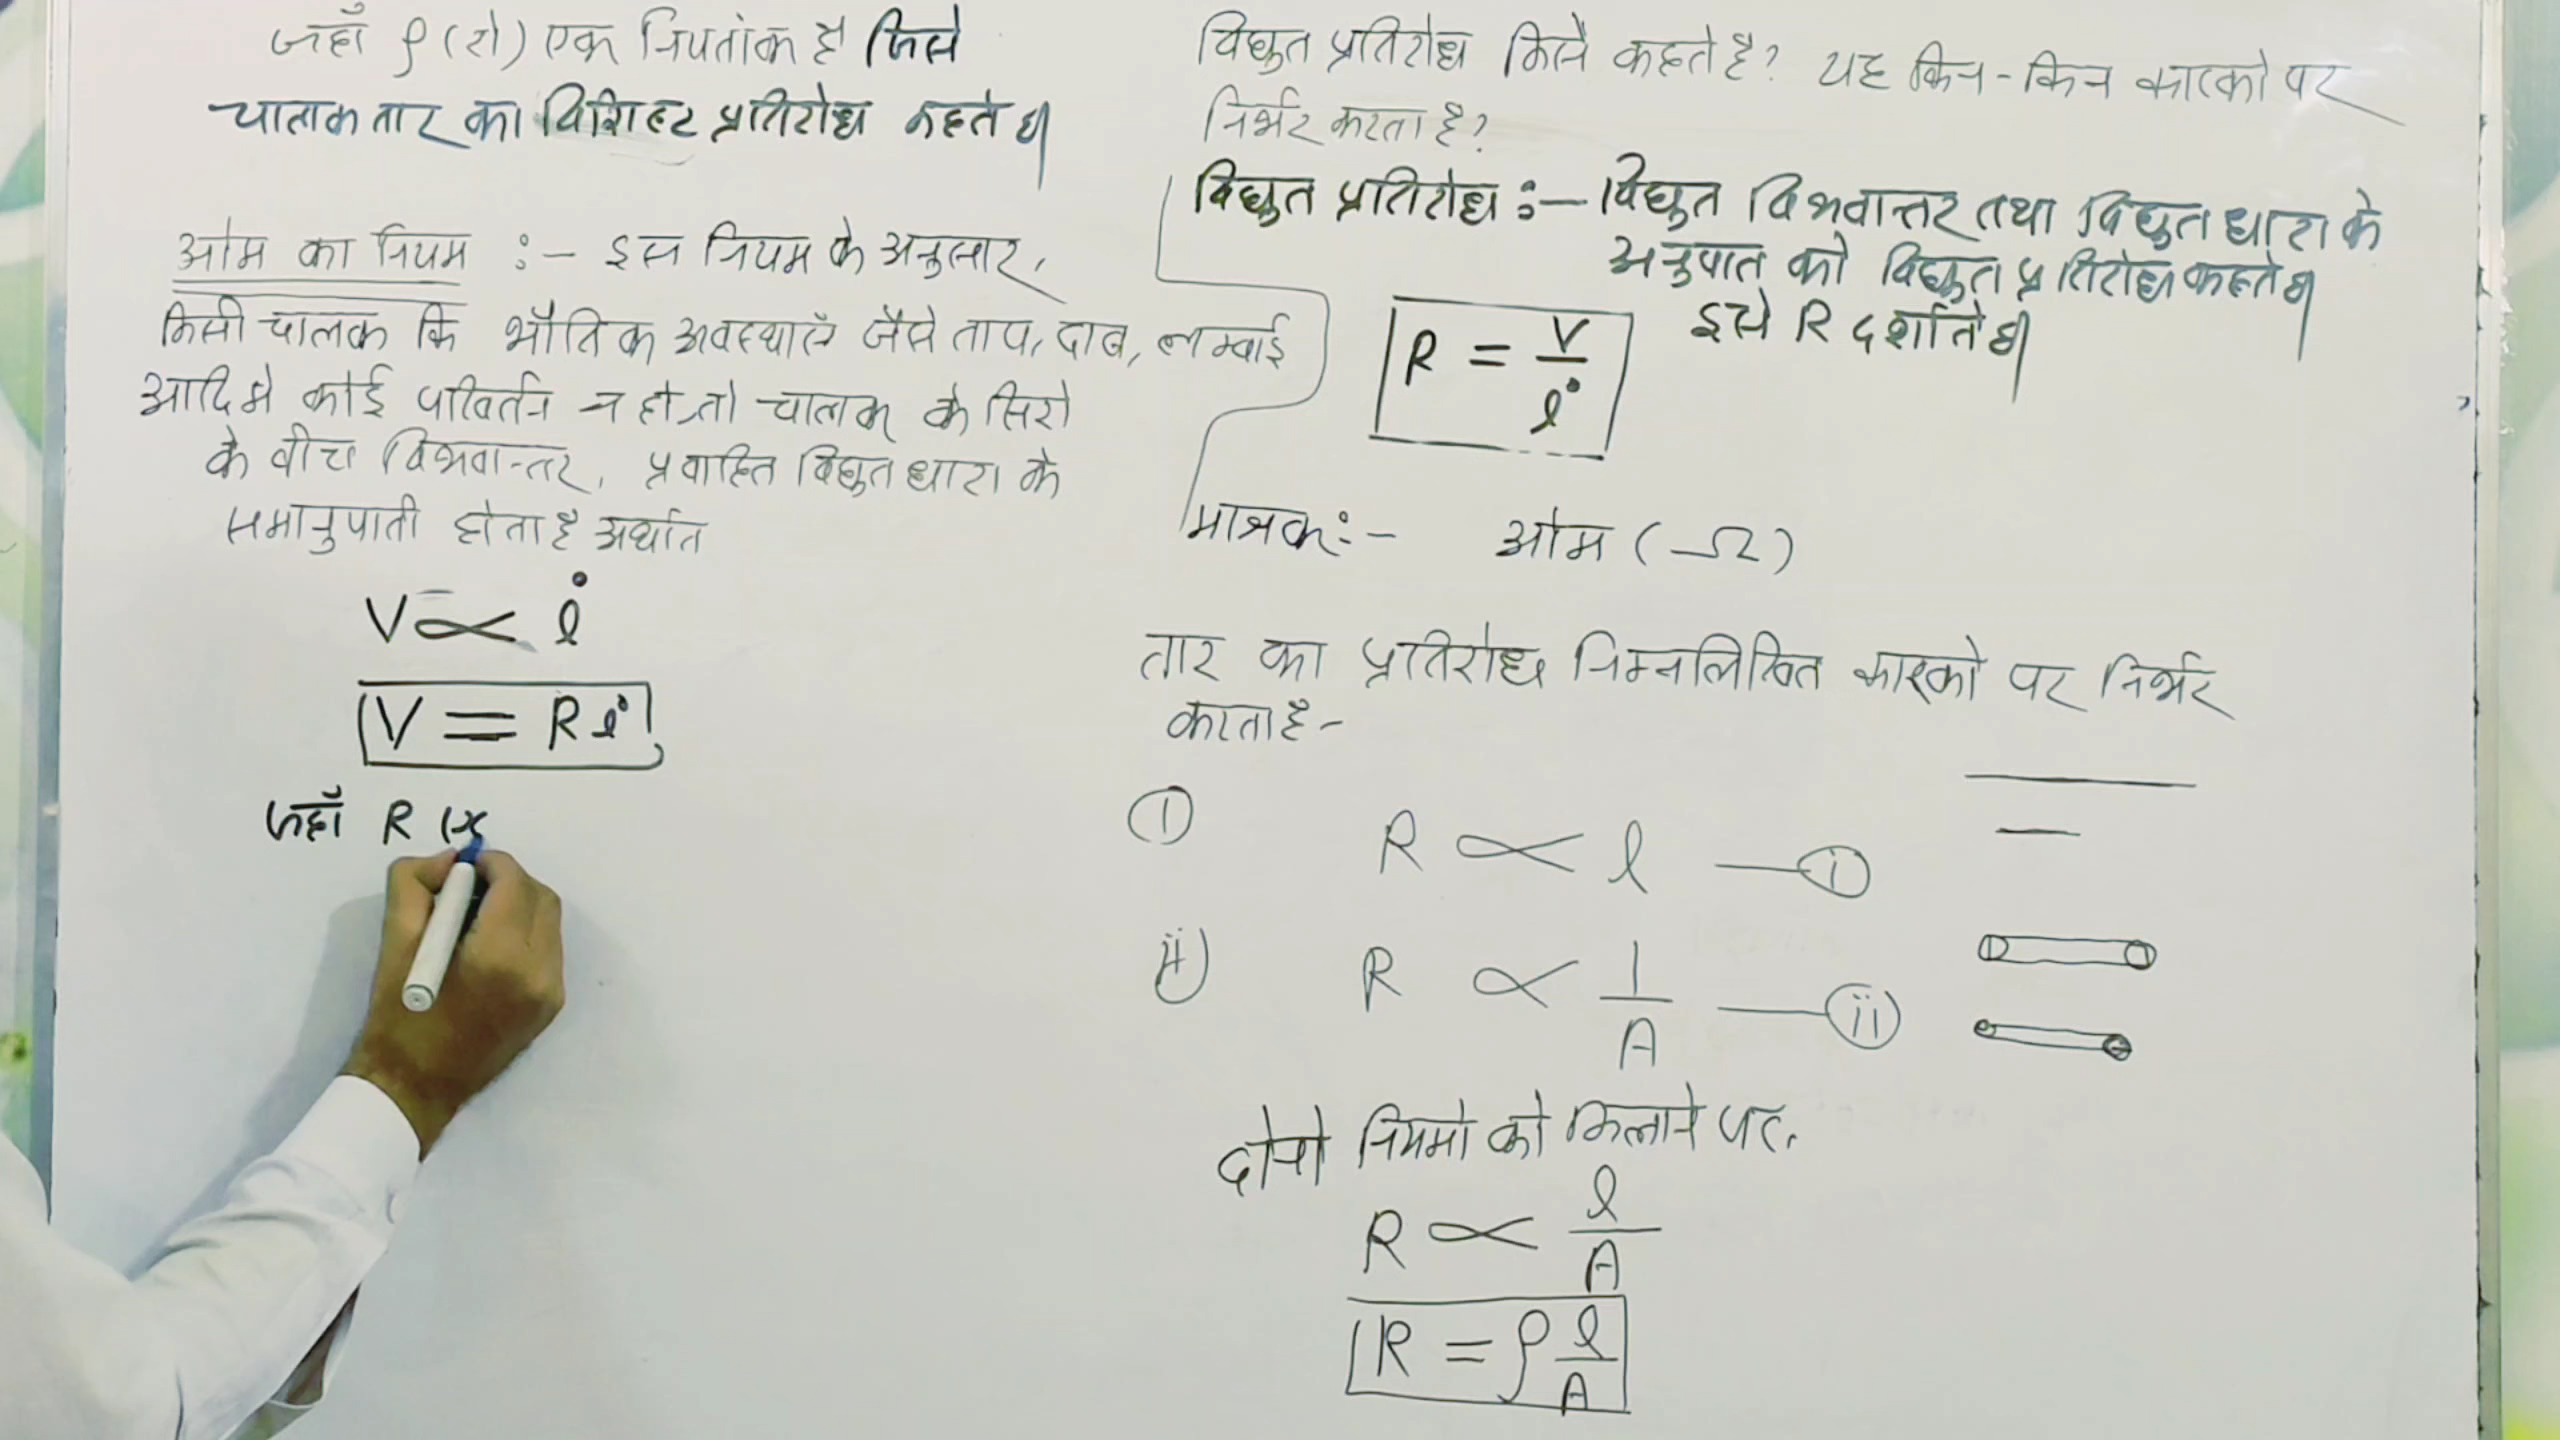 जहाँ ρ (रो) एक नियतांक है जिसे
चालक तार का विशिष्ट प्रतिरोध कहते है।
ओम का नियम :- इस नियम के अनुसार,
किसी चालक कि भौतिक अवस्थाएँ जैसे ताप, दाब, लम्बाई
आदि मे कोई परिवर्तन न हो तो चालक के सिरो
के बीच विभवान्तर, प्रवाहित विद्युत धारा के
समानुपाती होता है अर्थात
V ∝ i
V = Ri
जहाँ R (x
विद्युत प्रतिरोध किसे कहते है? यह किन-किन कारको पर
निर्भर करता है?
विद्युत प्रतिरोध :- विद्युत विभवान्तर तथा विद्युत धारा के
अनुपात को विद्युत प्रतिरोध कहते है।
इसे R दर्शाते है।
R = V/i
मात्रक:- ओम (Ω)
तार का प्रतिरोध निम्नलिखित कारको पर निर्भर
करता है-
(i) R ∝ l —(i)
ii) R ∝ 1/A —(ii)
दोनो नियमो को मिलाने पर,
R ∝ l/A
R = ρ l/A